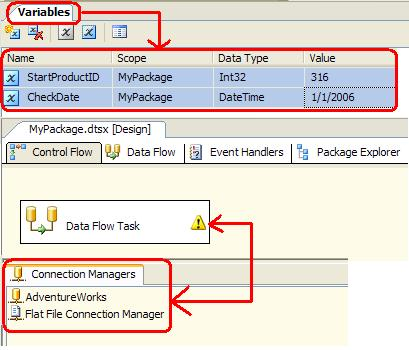 Variables
Name Scope Data Type Value
StartProductID MyPackage Int32 316
CheckDate MyPackage DateTime 1/1/2006
MyPackage.dtsx [Design]
Control Flow Data Flow Event Handlers Package Explorer
Data Flow Task
Connection Managers
AdventureWorks
Flat File Connection Manager